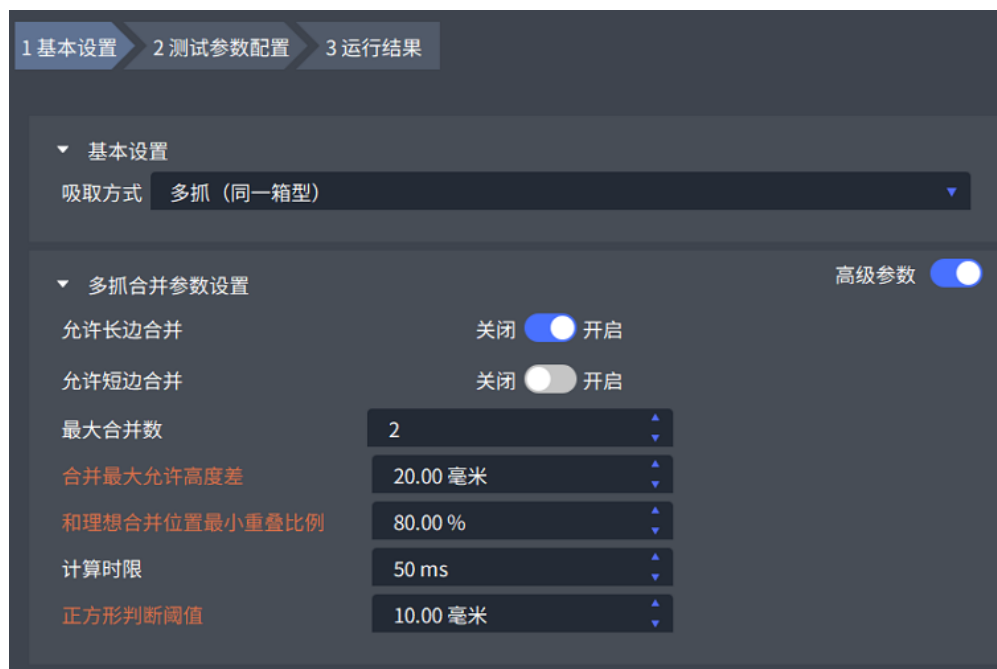 1 基本设置 2 测试参数配置 3 运行结果
基本设置
吸取方式 多抓（同一箱型）
多抓合并参数设置 高级参数
允许长边合并 关闭 开启
允许短边合并 关闭 开启
最大合并数 2
合并最大允许高度差 20.00 毫米
和理想合并位置最小重叠比例 80.00 %
计算时限 50 ms
正方形判断阈值 10.00 毫米